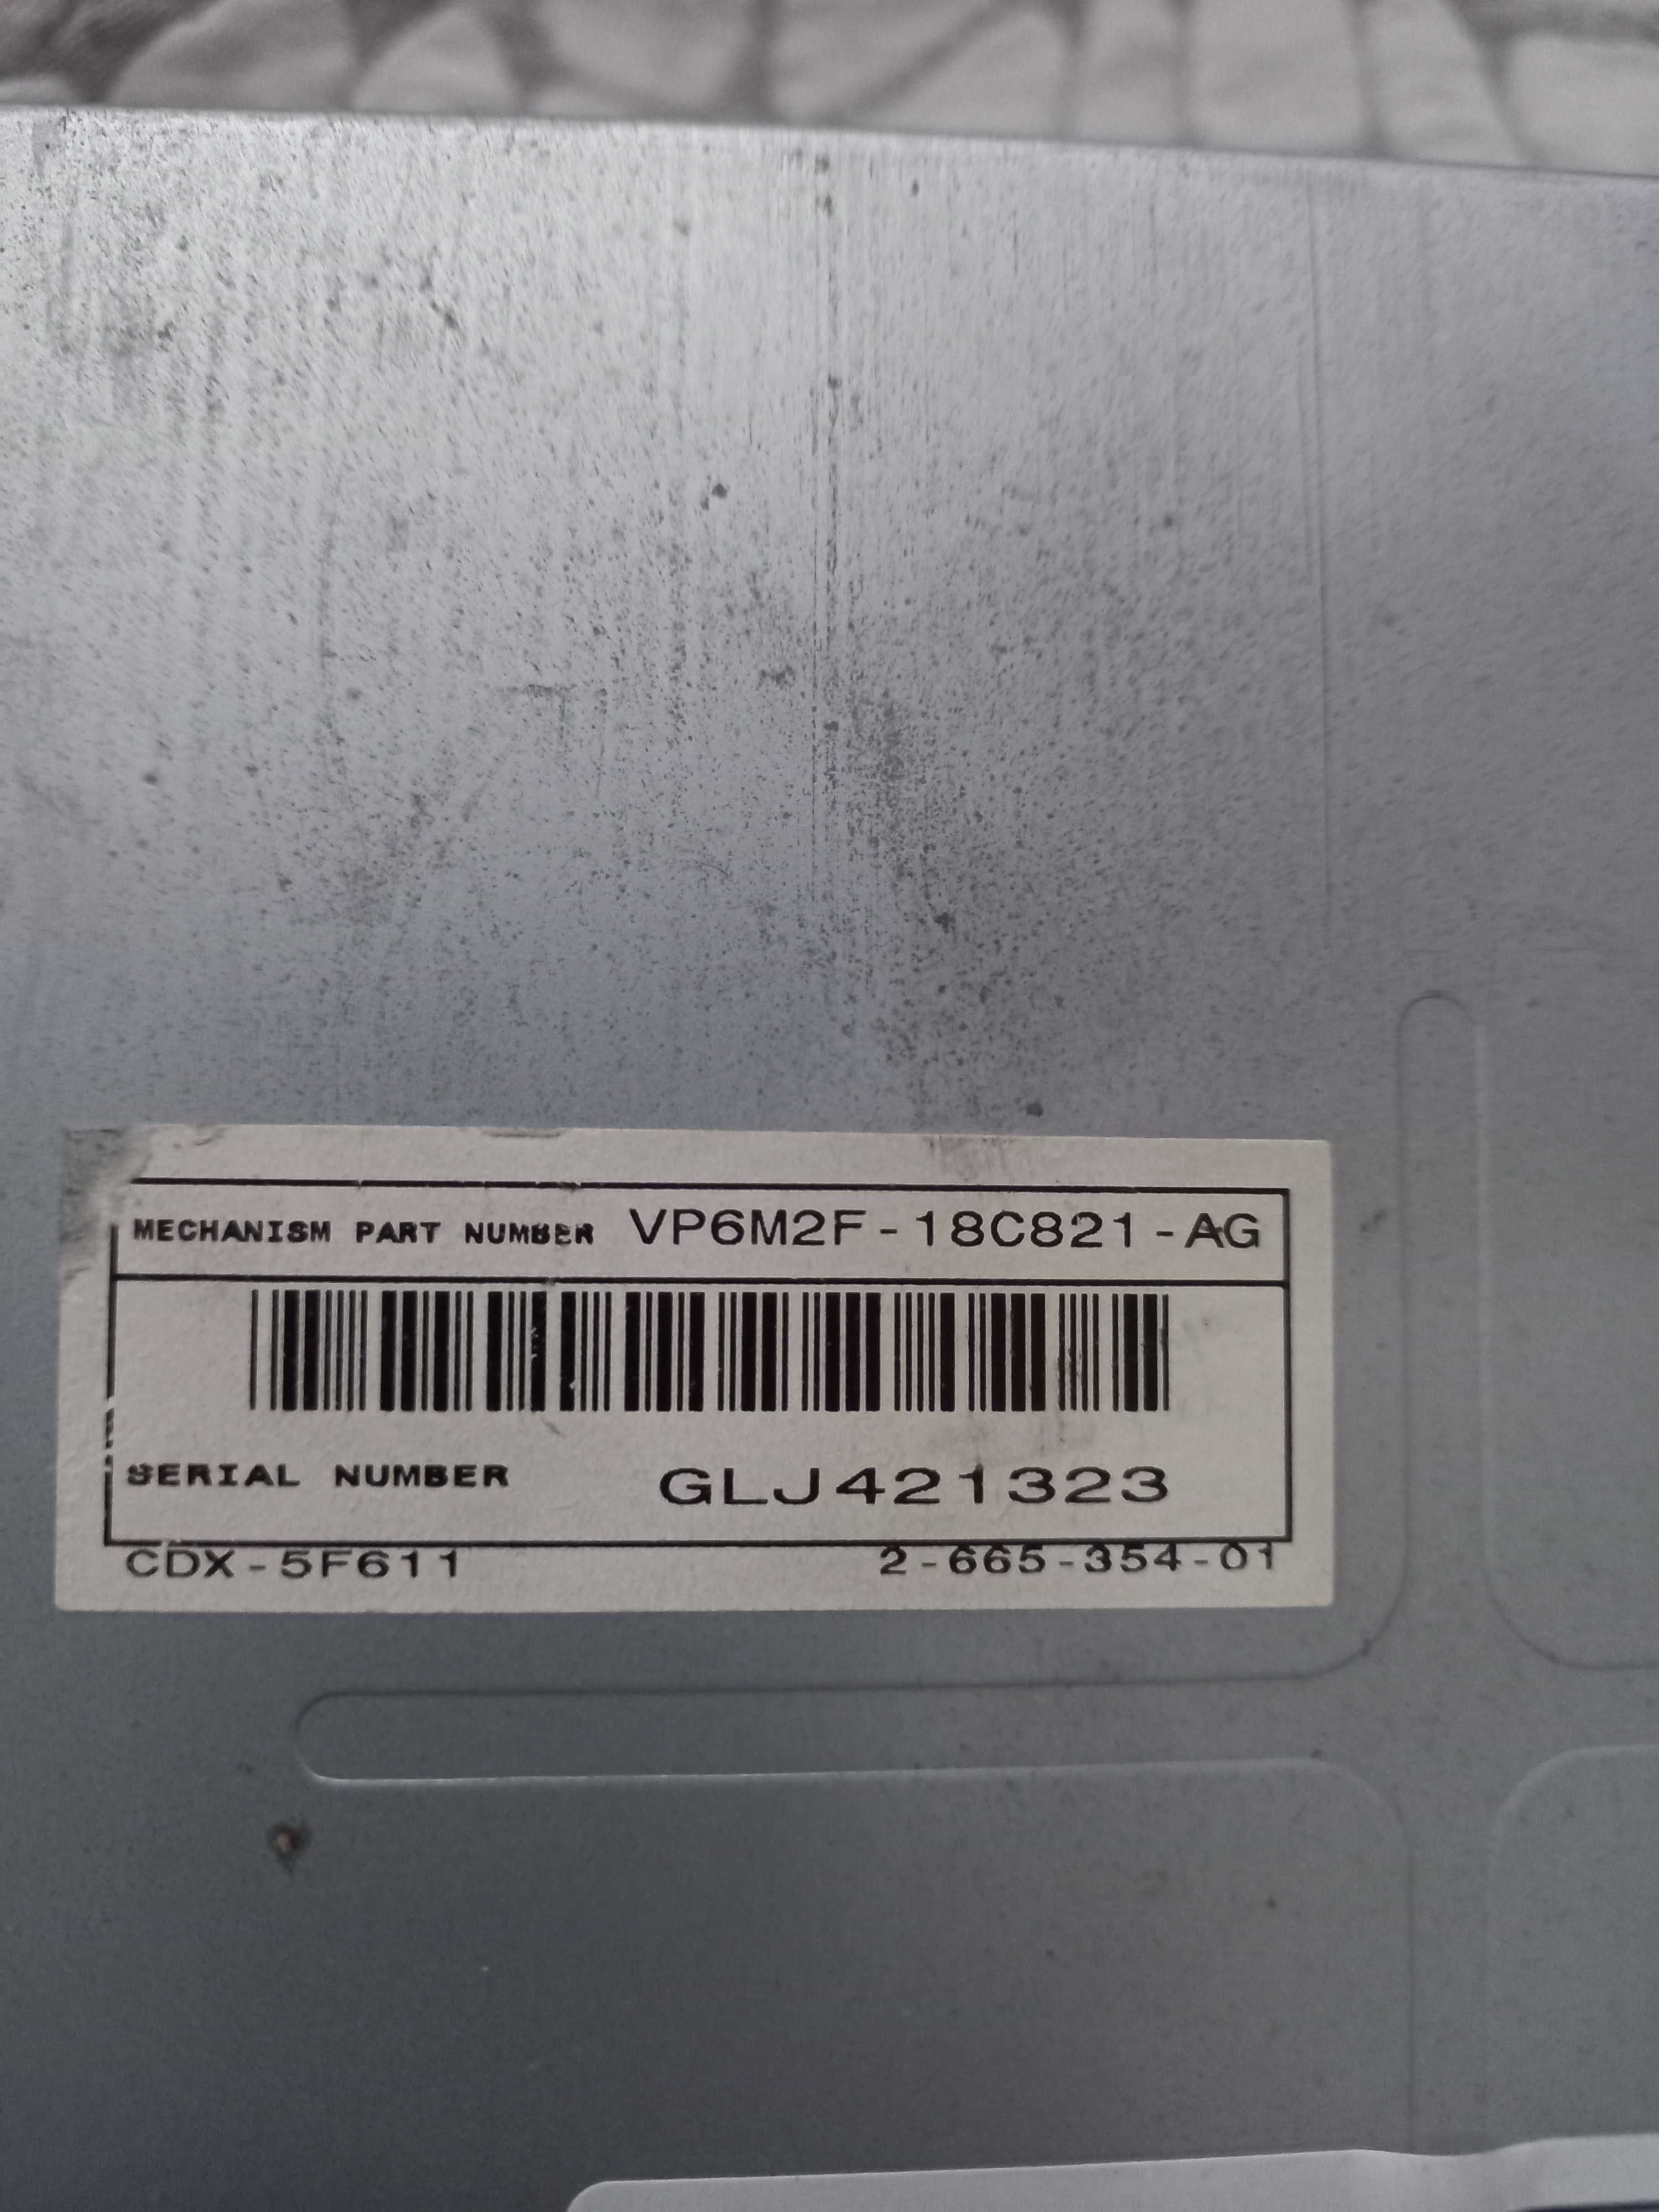 MECHANISM PART NUMBER VP6M2F-18C821-AG
SERIAL NUMBER GLJ421323
CDX-5F611 2-665-354-01